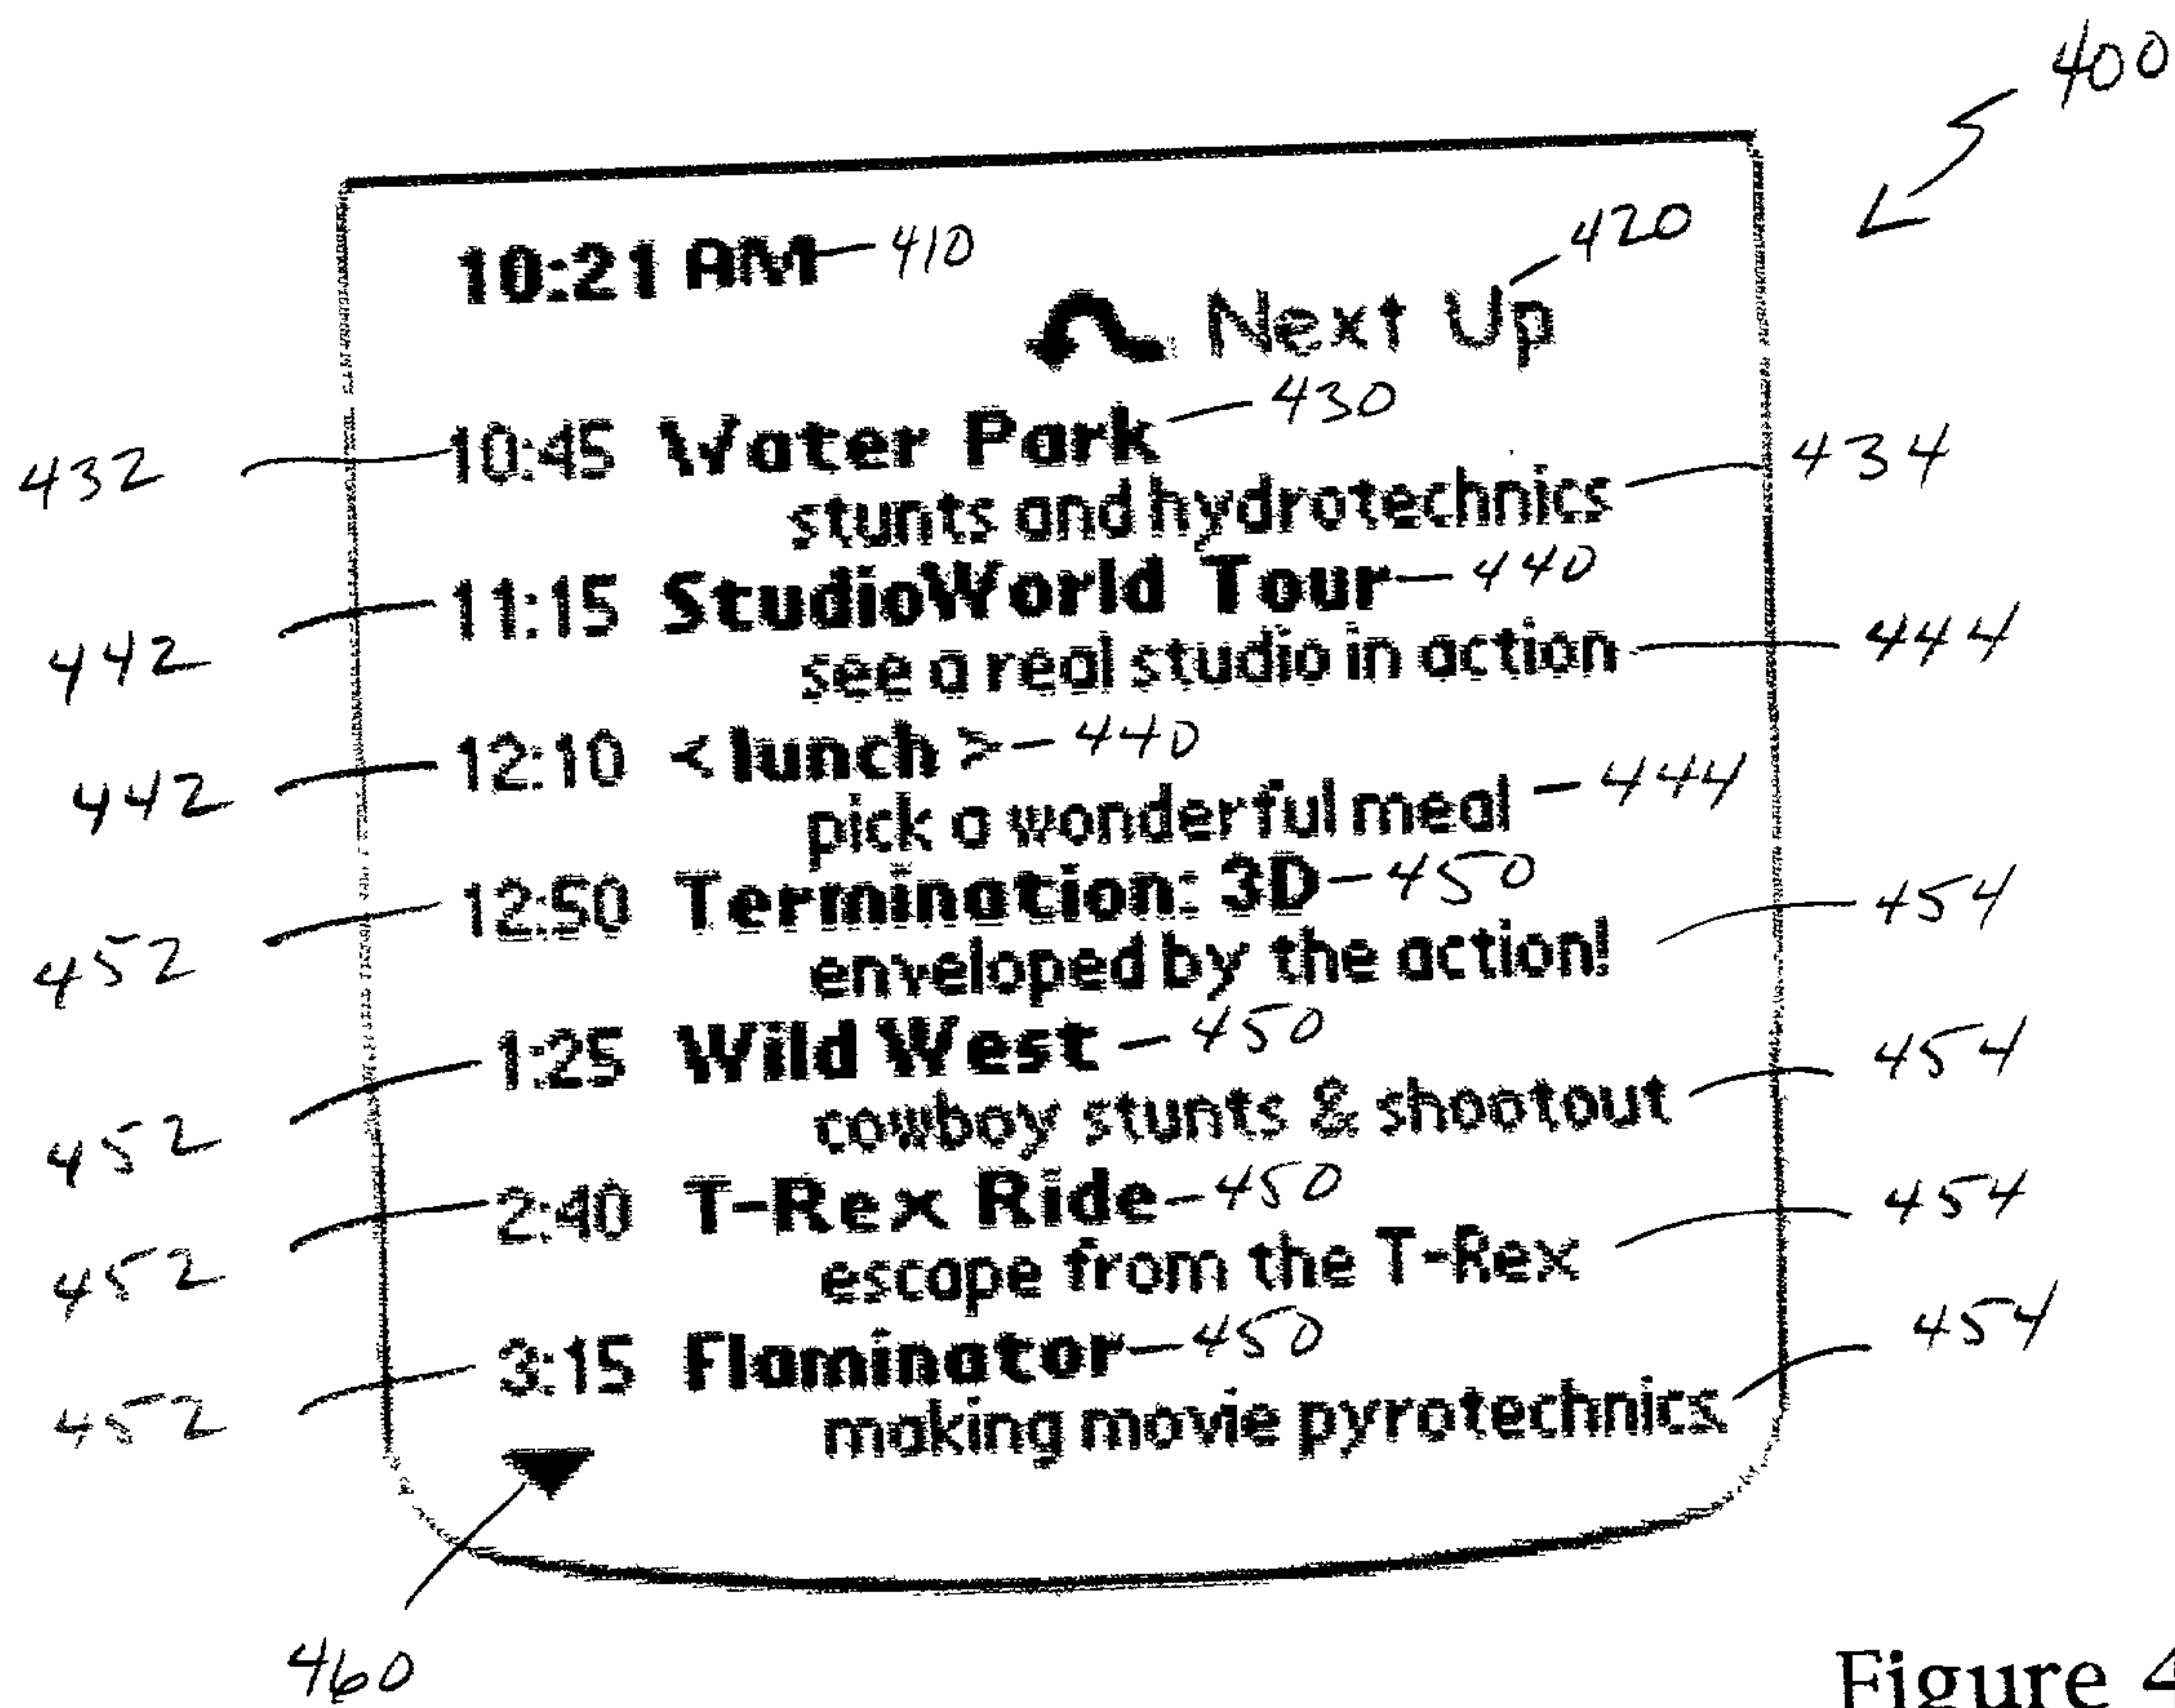 400
10:21 AM 410
420
Next Up
432 10:45 Water Park 430
stunts and hydrotechnics 434
442 11:15 StudioWorld Tour 440
see a real studio in action 444
442 12:10 <lunch> 440
pick a wonderful meal 444
452 12:50 Termination: 3D 450
enveloped by the action! 454
452 1:25 Wild West 450
cowboy stunts & shootout 454
452 2:40 T-Rex Ride 450
escape from the T-Rex 454
452 3:15 Flaminator 450
making movie pyrotechnics 454
460
Figure 4